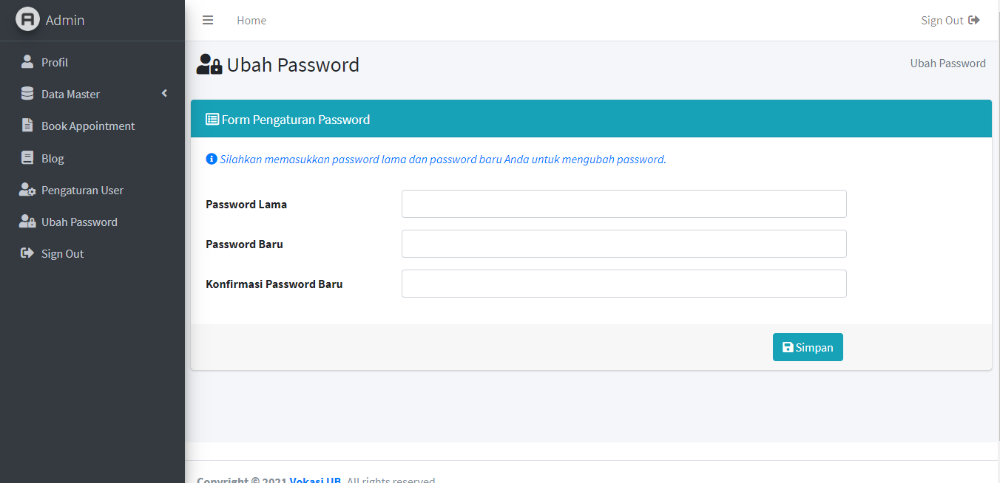 Admin
Home
Sign Out
Profil
Data Master
Book Appointment
Blog
Pengaturan User
Ubah Password
Sign Out
Ubah Password
Ubah Password
Form Pengaturan Password
Silahkan memasukkan password lama dan password baru Anda untuk mengubah password.
Password Lama
Password Baru
Konfirmasi Password Baru
Simpan
Copyright © 2021 Vokasi UB. All rights reserved.